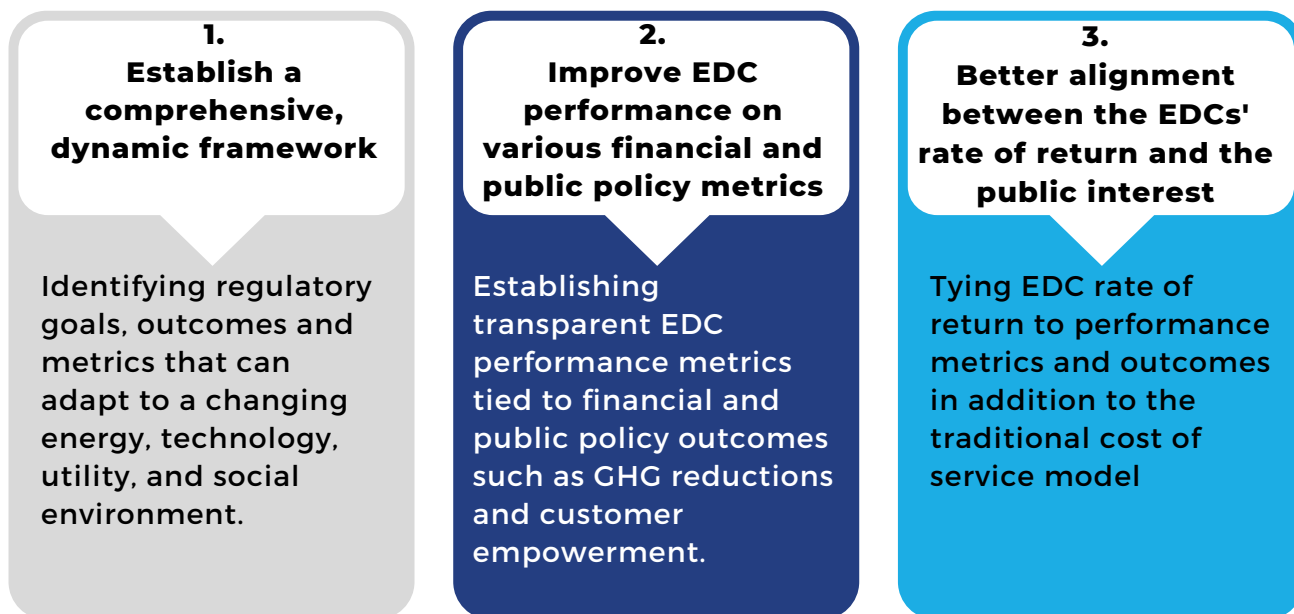 1.
Establish a
comprehensive,
dynamic framework
Identifying regulatory
goals, outcomes and
metrics that can
adapt to a changing
energy, technology,
utility, and social
environment.
2.
Improve EDC
performance on
various financial and
public policy metrics
Establishing
transparent EDC
performance metrics
tied to financial and
public policy outcomes
such as GHG reductions
and customer
empowerment.
3.
Better alignment
between the EDCs'
rate of return and the
public interest
Tying EDC rate of
return to performance
metrics and outcomes
in addition to the
traditional cost of
service model